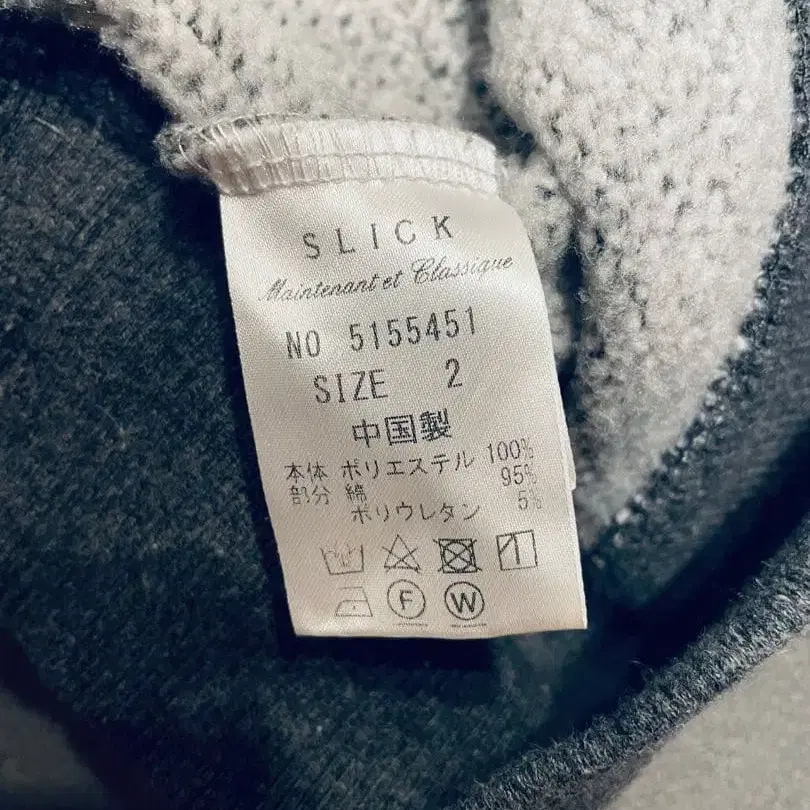 SLICK
Maintenant et Classique
NO 5155451
SIZE 2
中国製
本体 ポリエステル 100%
部分 綿 95%
ポリウレタン 5%
F W